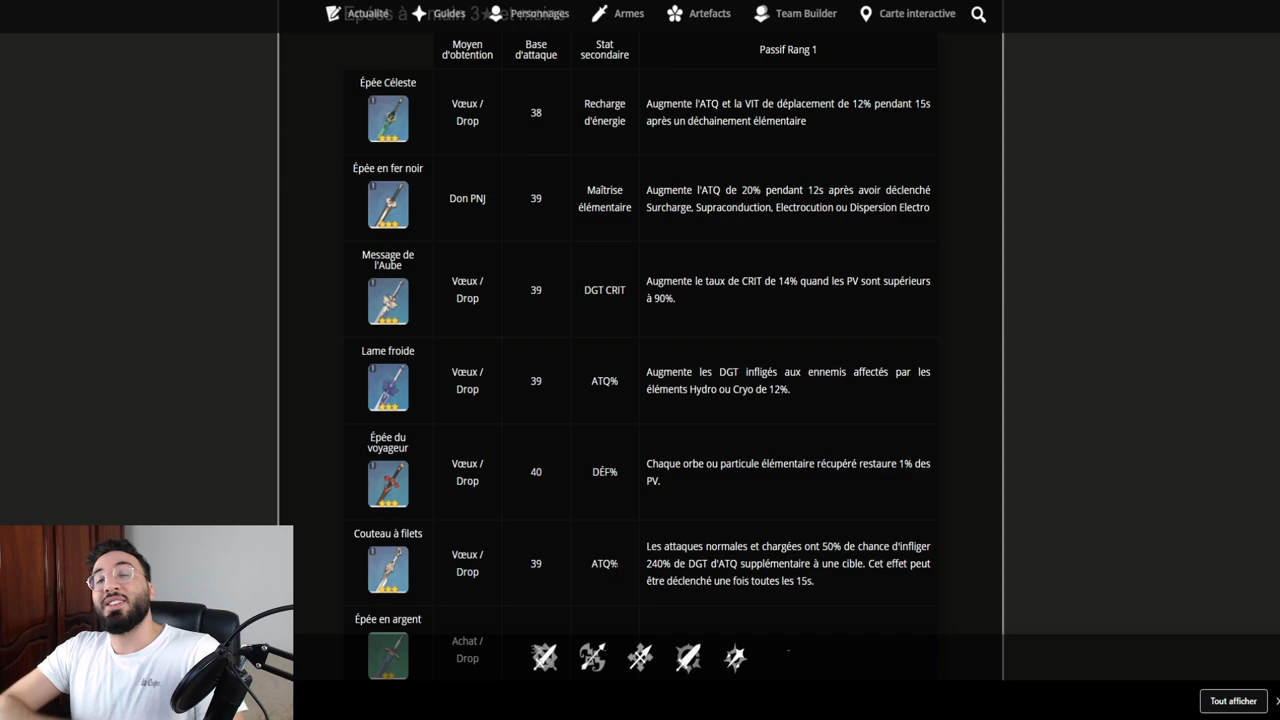 Épées à 1 main 3★ et moins
Actualité
Guides
Personnages
Armes
Artefacts
Team Builder
Carte interactive
Moyen
d'obtention
Base
d'attaque
Stat
secondaire
Passif Rang 1
Épée Céleste
Vœux /
Drop
38
Recharge
d'énergie
Augmente l'ATQ et la VIT de déplacement de 12% pendant 15s
après un déchainement élémentaire
Épée en fer noir
Don PNJ
39
Maîtrise
élémentaire
Augmente l'ATQ de 20% pendant 12s après avoir déclenché
Surcharge, Supraconduction, Electrocution ou Dispersion Electro
Message de
l'Aube
Vœux /
Drop
39
DGT CRIT
Augmente le taux de CRIT de 14% quand les PV sont supérieurs
à 90%.
Lame froide
Vœux /
Drop
39
ATQ%
Augmente les DGT infligés aux ennemis affectés par les
éléments Hydro ou Cryo de 12%.
Épée du
voyageur
Vœux /
Drop
40
DÉF%
Chaque orbe ou particule élémentaire récupéré restaure 1% des
PV.
Couteau à filets
Vœux /
Drop
39
ATQ%
Les attaques normales et chargées ont 50% de chance d'infliger
240% de DGT d'ATQ supplémentaire à une cible. Cet effet peut
être déclenché une fois toutes les 15s.
Épée en argent
Achat /
Drop
Tout afficher